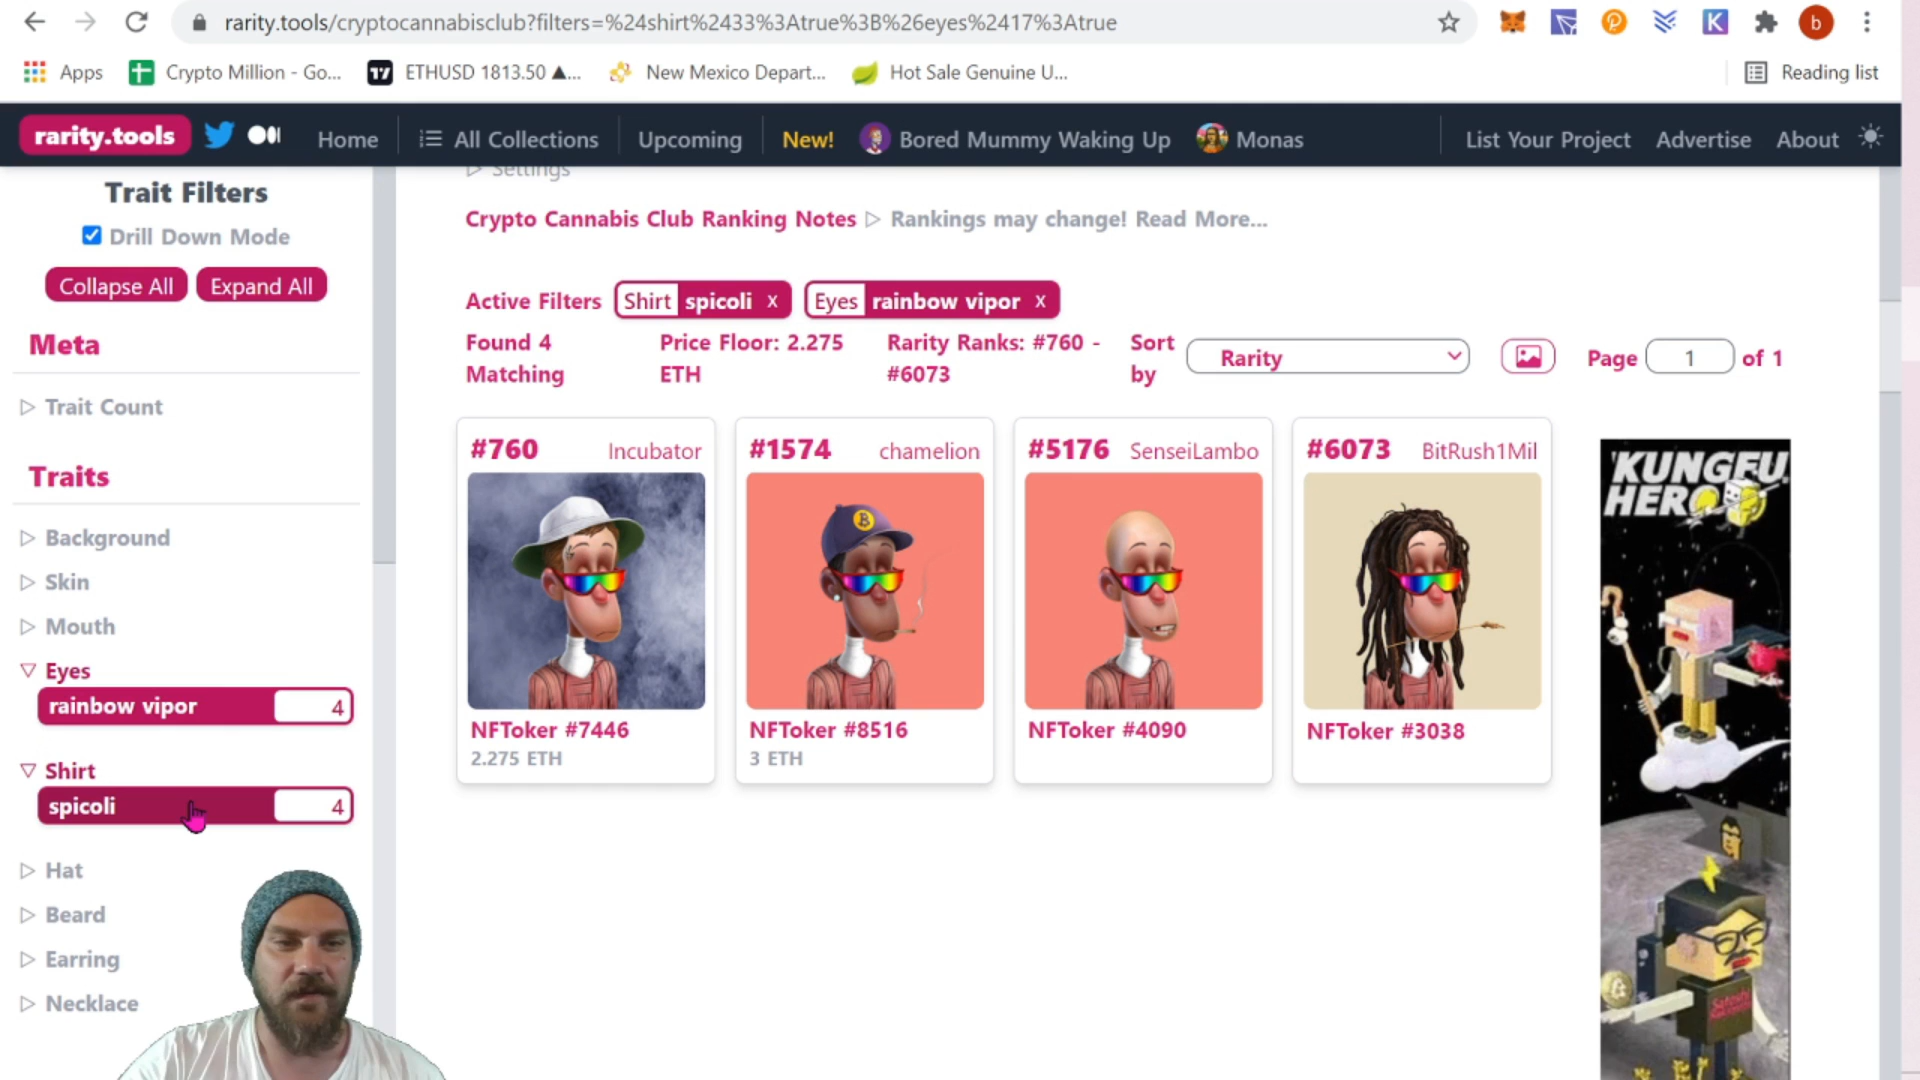 rarity.tools/cryptocannabisclub?filters=%24shirt%2433%3Atrue%3B%26eyes%2417%3Atrue
K
b
Apps
Crypto Million - Go...
17
ETHUSD 1813.50 ▲...
New Mexico Depart...
Hot Sale Genuine U...
Reading list
rarity.tools
Home
All Collections
Upcoming
New!
Bored Mummy Waking Up
Monas
List Your Project
Advertise
About
Trait Filters
Drill Down Mode
Collapse All
Expand All
Meta
Trait Count
Traits
Background
Skin
Mouth
Eyes
rainbow vipor 4
Shirt
spicoli 4
Hat
Beard
Earring
Necklace
Settings
Crypto Cannabis Club Ranking Notes ▷ Rankings may change! Read More...
Active Filters Shirt spicoli x Eyes rainbow vipor x
Found 4 Matching
Price Floor: 2.275 ETH
Rarity Ranks: #760 - #6073
Sort by
Rarity
Page 1 of 1
#760 Incubator
NFToker #7446
2.275 ETH
#1574 chamelion
NFToker #8516
3 ETH
#5176 SenseiLambo
NFToker #4090
#6073 BitRush1Mil
NFToker #3038
KUNGFU
HERO